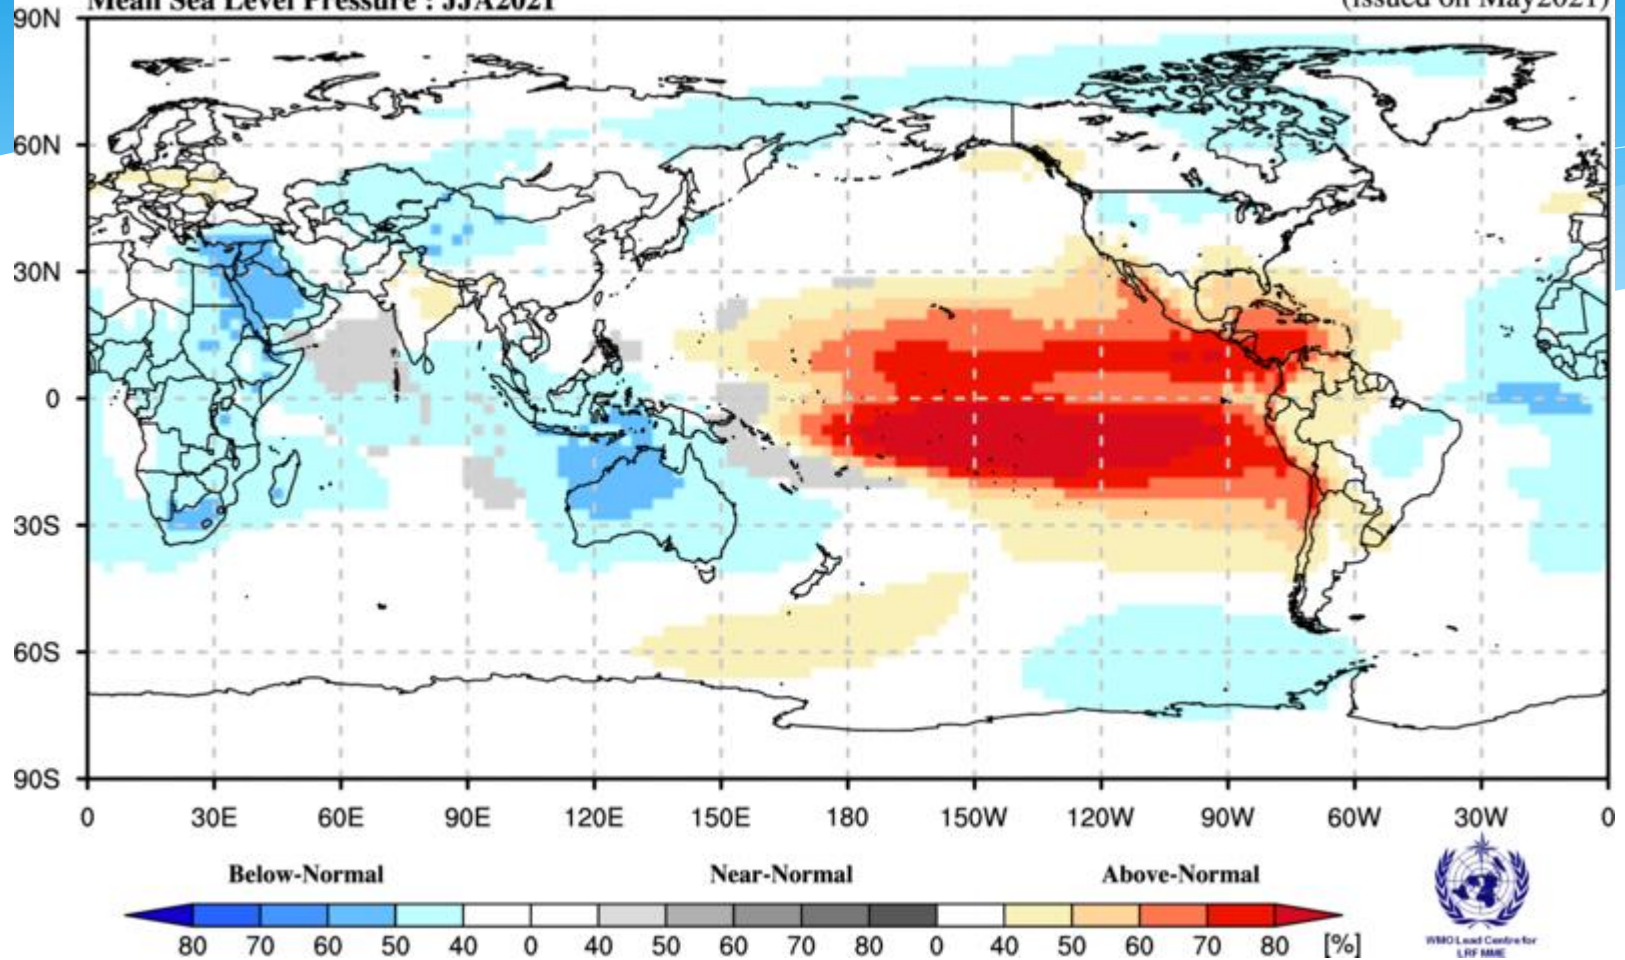 Mean Sea Level Pressure : JJA2021
(issued on May2021)
90N
60N
30N
0
30S
60S
90S
0 30E 60E 90E 120E 150E 180 150W 120W 90W 60W 30W 0
Below-Normal Near-Normal Above-Normal
80 70 60 50 40 0 40 50 60 70 80 0 40 50 60 70 80 [%]
WMO Lead Centre for
LRF MME